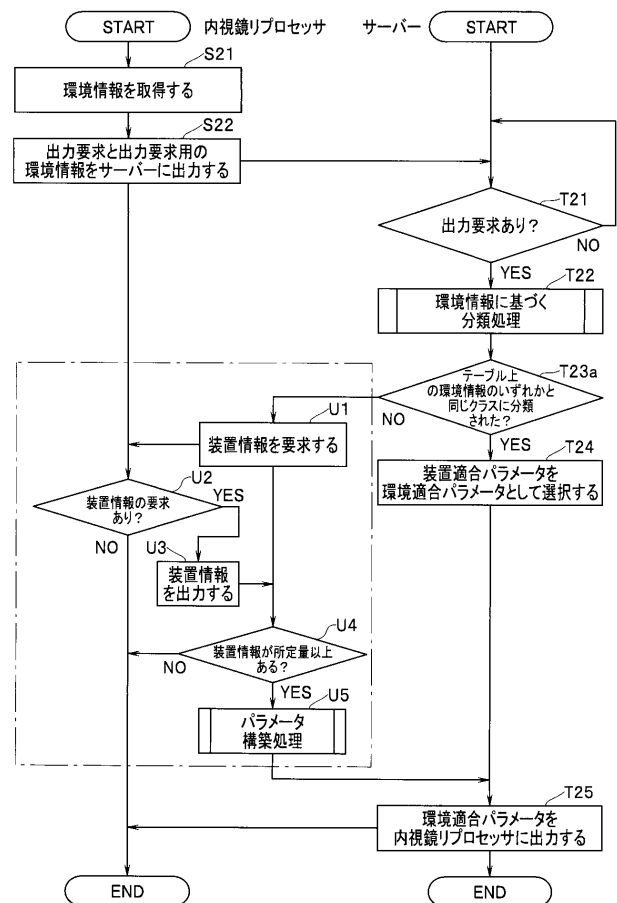 START
内視鏡リプロセッサ
サーバー
START
S21
環境情報を取得する
S22
出力要求と出力要求用の
環境情報をサーバーに出力する
T21
出力要求あり？
NO
YES
T22
環境情報に基づく
分類処理
T23a
テーブル上
の環境情報のいずれかと
同じクラスに分類
された？
NO
YES
U1
装置情報を要求する
T24
装置適合パラメータを
環境適合パラメータとして選択する
U2
装置情報の要求
あり？
YES
NO
U3
装置情報
を出力する
U4
装置情報が所定量以上
ある？
NO
YES
U5
パラメータ
構築処理
T25
環境適合パラメータを
内視鏡リプロセッサに出力する
END
END